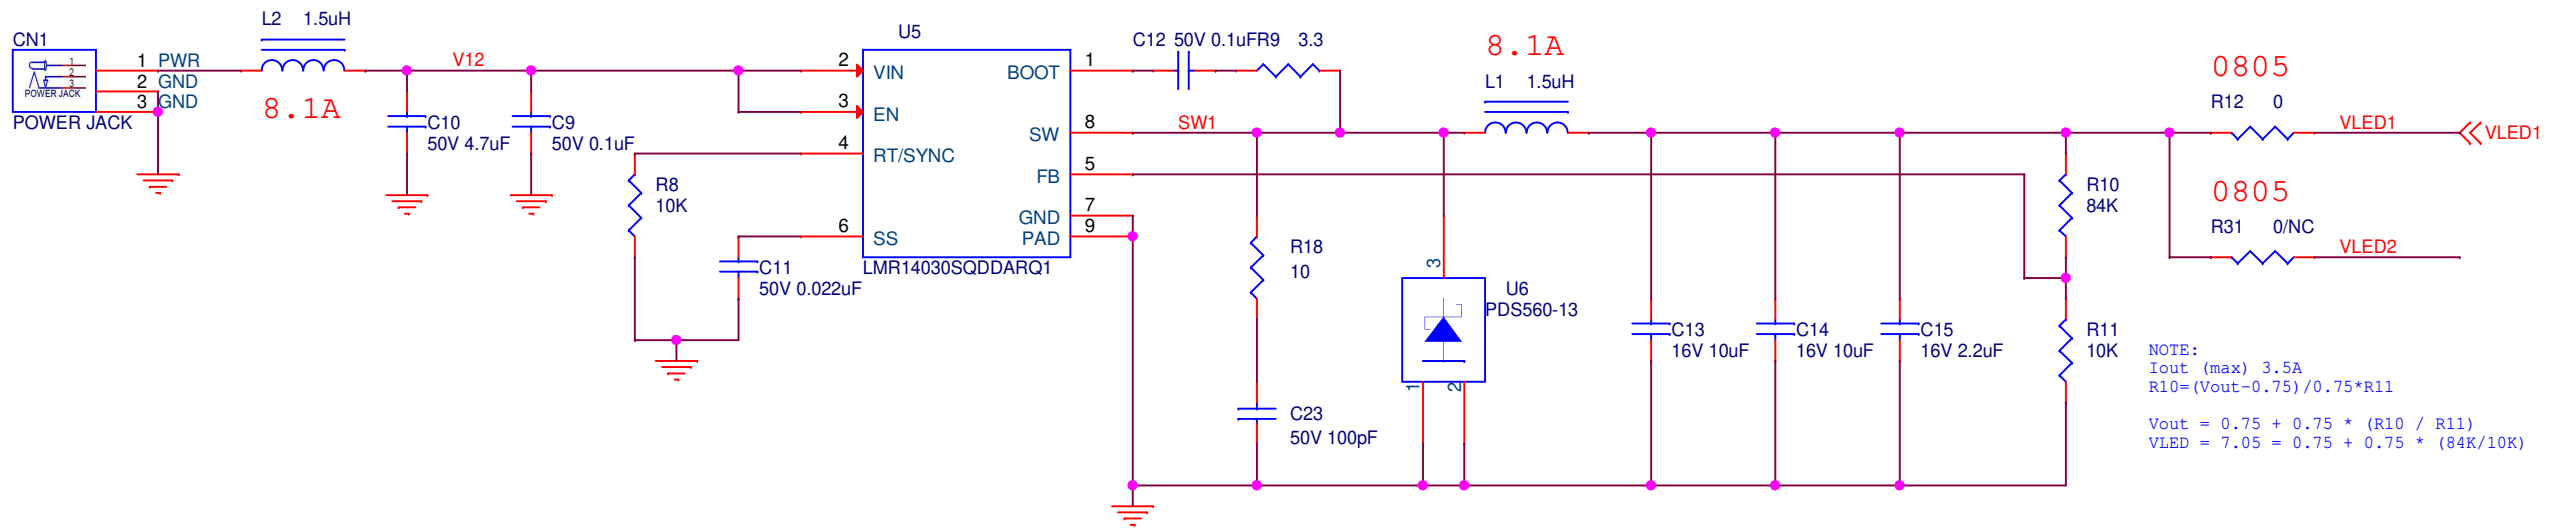 CN1
1 PWR
2 GND
3 GND
1
2
3
POWER JACK
POWER JACK
L2 1.5uH
8.1A
V12
C10
50V 4.7uF
C9
50V 0.1uF
R8
10K
C11
50V 0.022uF
U5
2 VIN
3 EN
4 RT/SYNC
6 SS
BOOT 1
SW 8
FB 5
GND 7
PAD 9
LMR14030SQDDARQ1
C12 50V 0.1uF
R9 3.3
SW1
8.1A
L1 1.5uH
R18
10
C23
50V 100pF
3
U6
PDS560-13
1
2
C13
16V 10uF
C14
16V 10uF
C15
16V 2.2uF
R10
84K
R11
10K
0805
R12 0
VLED1
VLED1
0805
R31 0/NC
VLED2
NOTE:
Iout (max) 3.5A
R10=(Vout-0.75)/0.75*R11
Vout = 0.75 + 0.75 * (R10 / R11)
VLED = 7.05 = 0.75 + 0.75 * (84K/10K)